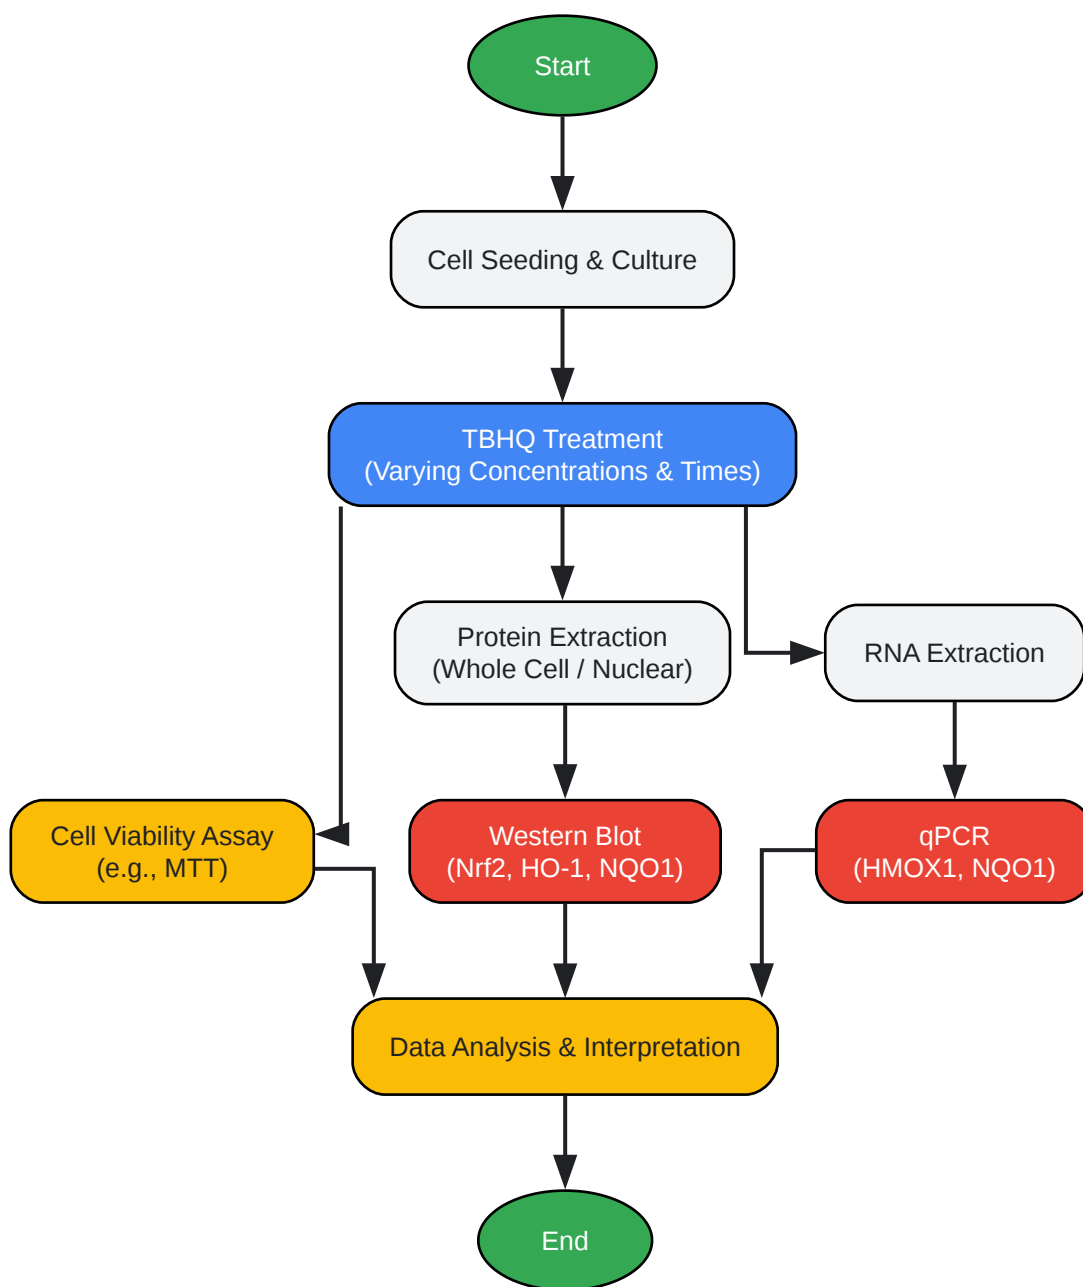 Start
Cell Seeding & Culture
TBHQ Treatment
(Varying Concentrations & Times)
Protein Extraction
(Whole Cell / Nuclear)
RNA Extraction
Cell Viability Assay
(e.g., MTT)
Western Blot
(Nrf2, HO-1, NQO1)
qPCR
(HMOX1, NQO1)
Data Analysis & Interpretation
End